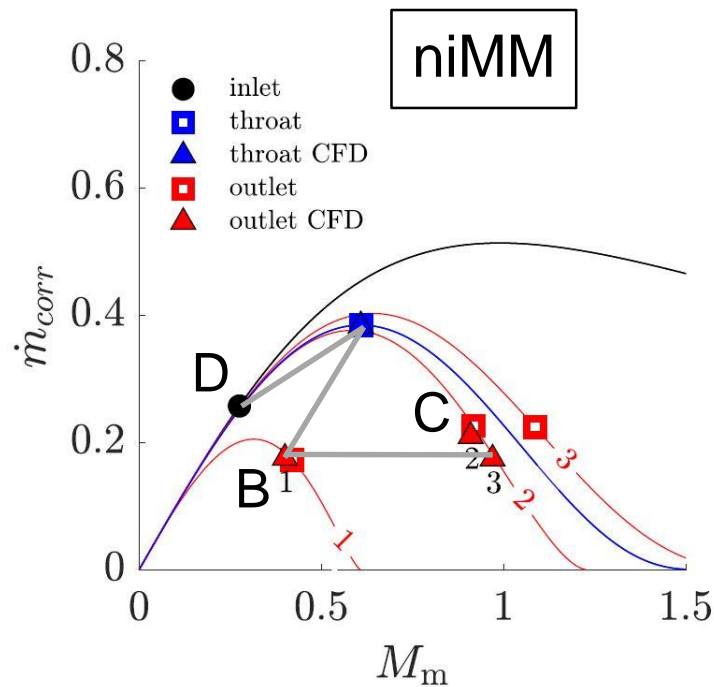 niMM
0.8
inlet
throat
throat CFD
outlet
outlet CFD
0.6
0.4
ṁcorr
D
C
0.2
2
3
3
B
1
2
1
0
0
0.5
1
1.5
Mm